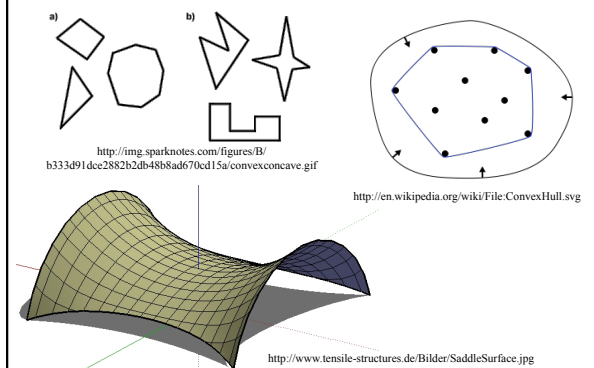 a)
b)
http://img.sparknotes.com/figures/B/
b333d91dce2882b2db48b8ad670cd15a/convexconcave.gif
http://en.wikipedia.org/wiki/File:ConvexHull.svg
http://www.tensile-structures.de/Bilder/SaddleSurface.jpg